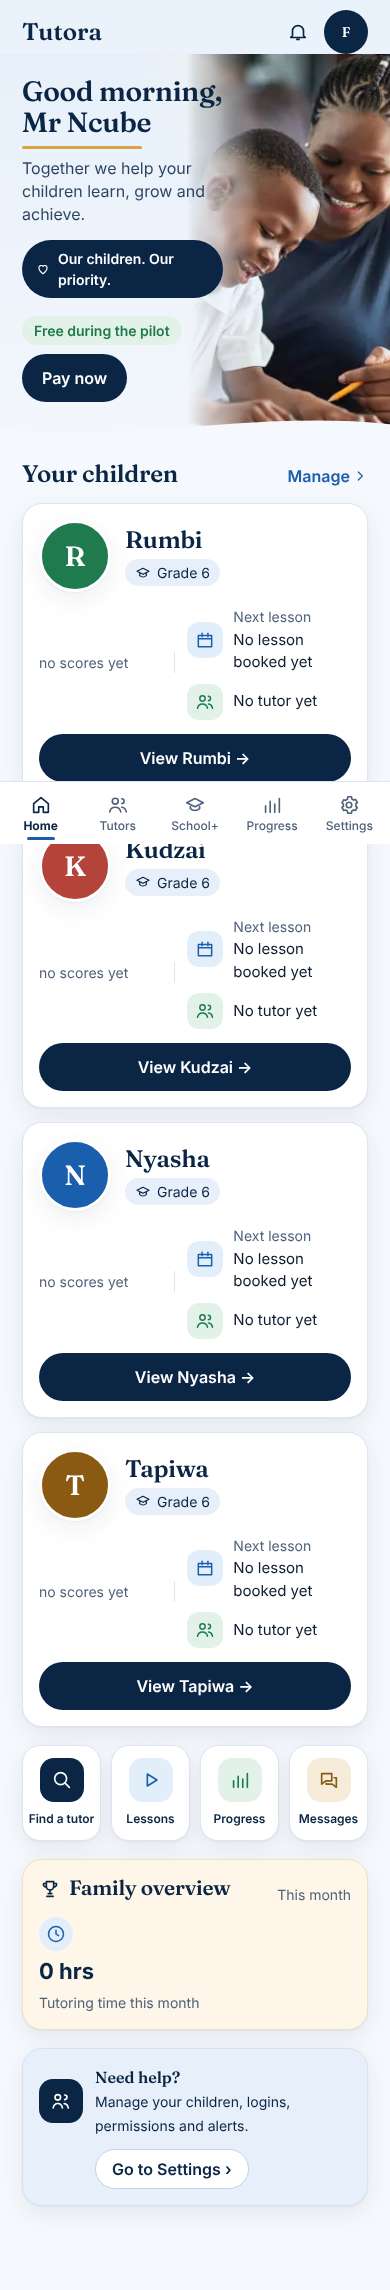 Tutora
F
Good morning,
Mr Ncube
Together we help your
children learn, grow and
achieve.
Our children. Our
priority.
Free during the pilot
Pay now
Your children
Manage ›
R
Rumbi
Grade 6
no scores yet
Next lesson
No lesson
booked yet
No tutor yet
View Rumbi →
Home
Tutors
School+
Progress
Settings
K
Kudzai
Grade 6
no scores yet
Next lesson
No lesson
booked yet
No tutor yet
View Kudzai →
N
Nyasha
Grade 6
no scores yet
Next lesson
No lesson
booked yet
No tutor yet
View Nyasha →
T
Tapiwa
Grade 6
no scores yet
Next lesson
No lesson
booked yet
No tutor yet
View Tapiwa →
Find a tutor
Lessons
Progress
Messages
Family overview
This month
0 hrs
Tutoring time this month
Need help?
Manage your children, logins,
permissions and alerts.
Go to Settings ›